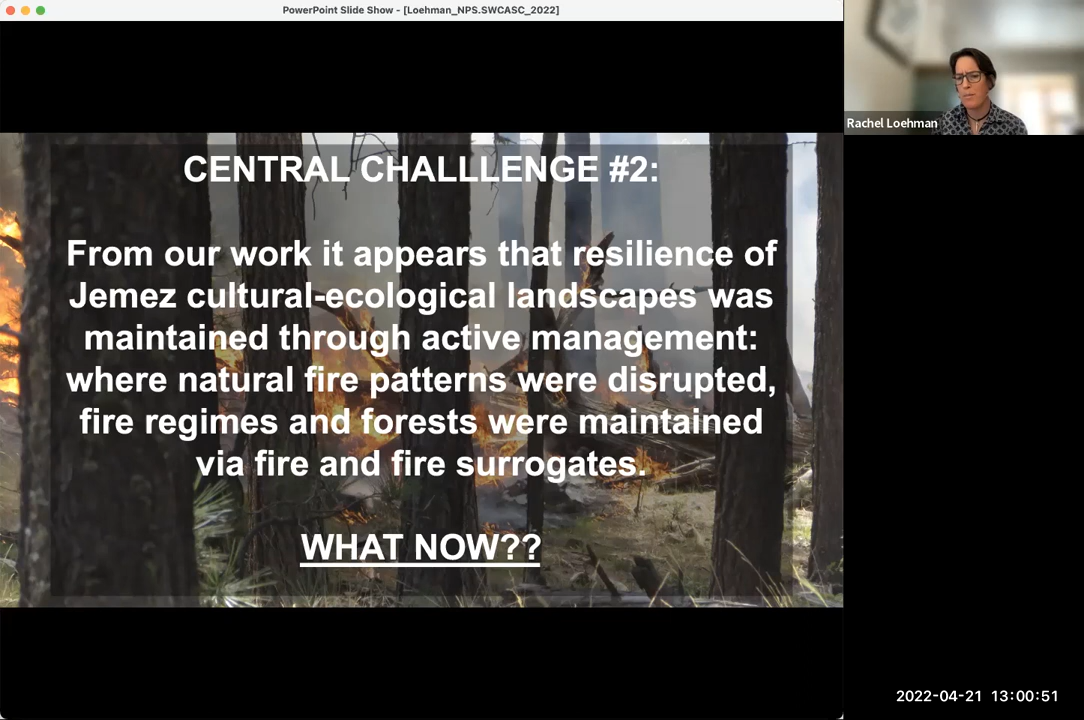 PowerPoint Slide Show - [Loehman_NPS.SWCASC_2022]
Rachel Loehman
CENTRAL CHALLLENGE #2:
From our work it appears that resilience of
Jemez cultural-ecological landscapes was
maintained through active management:
where natural fire patterns were disrupted,
fire regimes and forests were maintained
via fire and fire surrogates.
WHAT NOW??
2022-04-21 13:00:51